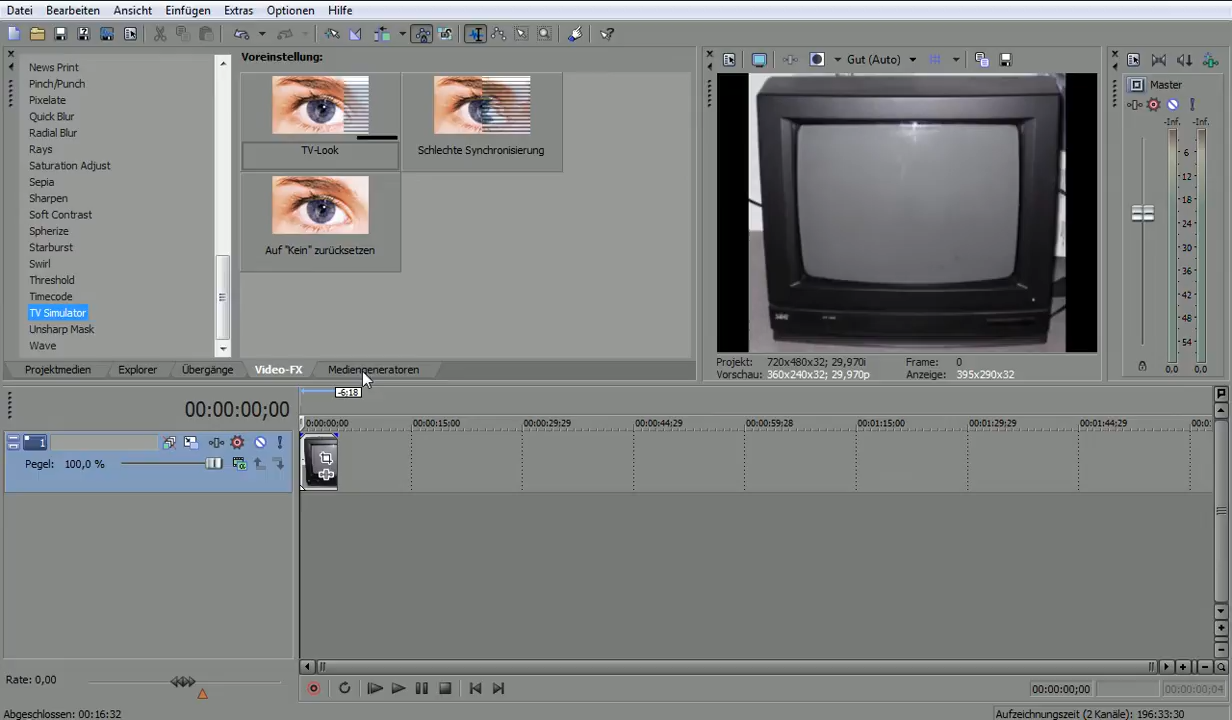 Datei Bearbeiten Ansicht Einfügen Extras Optionen Hilfe
News Print
Pinch/Punch
Pixelate
Quick Blur
Radial Blur
Rays
Saturation Adjust
Sepia
Sharpen
Soft Contrast
Spherize
Starburst
Swirl
Threshold
Timecode
TV Simulator
Unsharp Mask
Wave
Voreinstellung:
TV-Look
Schlechte Synchronisierung
Auf "Kein" zurücksetzen
Projektmedien Explorer Übergänge Video-FX Mediengeneratoren
Gut (Auto)
Projekt: 720x480x32; 29,970i
Vorschau: 360x240x32; 29,970p
Frame: 0
Anzeige: 395x290x32
Master
-Inf. -Inf.
6
12
18
24
30
36
42
48
54
0.0 0,0
-6:18
00:00:00;00
0:00:00:00 00:00:15:00 00:00:29:29 00:00:44:29 00:00:59:28 00:01:15:00 00:01:29:29 00:01:44:29 00:0
1
Pegel: 100,0 %
Rate: 0,00
00:00:00;00
00:00:00;04
Abgeschlossen: 00:16:32
Aufzeichnungszeit (2 Kanäle): 196:33:30